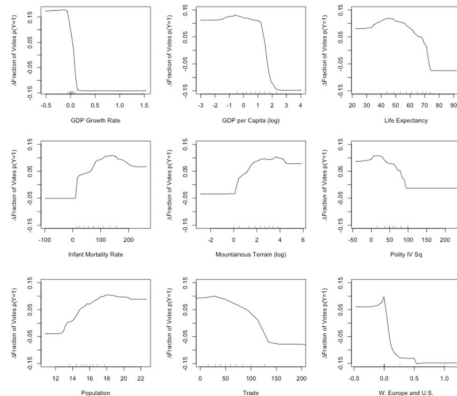 ΔFraction of Votes p(Y=1)
-0.15 -0.05 0.05 0.15
-0.5 0.0 0.5 1.0 1.5
GDP Growth Rate
ΔFraction of Votes p(Y=1)
-0.15 -0.05 0.05 0.15
-3 -2 -1 0 1 2 3 4
GDP per Capita (log)
ΔFraction of Votes p(Y=1)
-0.15 -0.05 0.05 0.15
20 30 40 50 60 70 80 90
Life Expectancy
ΔFraction of Votes p(Y=1)
-0.15 -0.05 0.05 0.15
-100 0 100 200
Infant Mortality Rate
ΔFraction of Votes p(Y=1)
-0.15 -0.05 0.05 0.15
-2 0 2 4 6
Mountainous Terrain (log)
ΔFraction of Votes p(Y=1)
-0.15 -0.05 0.05 0.15
-50 0 50 100 150 200
Polity IV Sq
ΔFraction of Votes p(Y=1)
-0.15 -0.05 0.05 0.15
12 14 16 18 20 22
Population
ΔFraction of Votes p(Y=1)
-0.15 -0.05 0.05 0.15
0 50 100 150 200
Trade
ΔFraction of Votes p(Y=1)
-0.15 -0.05 0.05 0.15
-0.5 0.0 0.5 1.0
W. Europe and U.S.